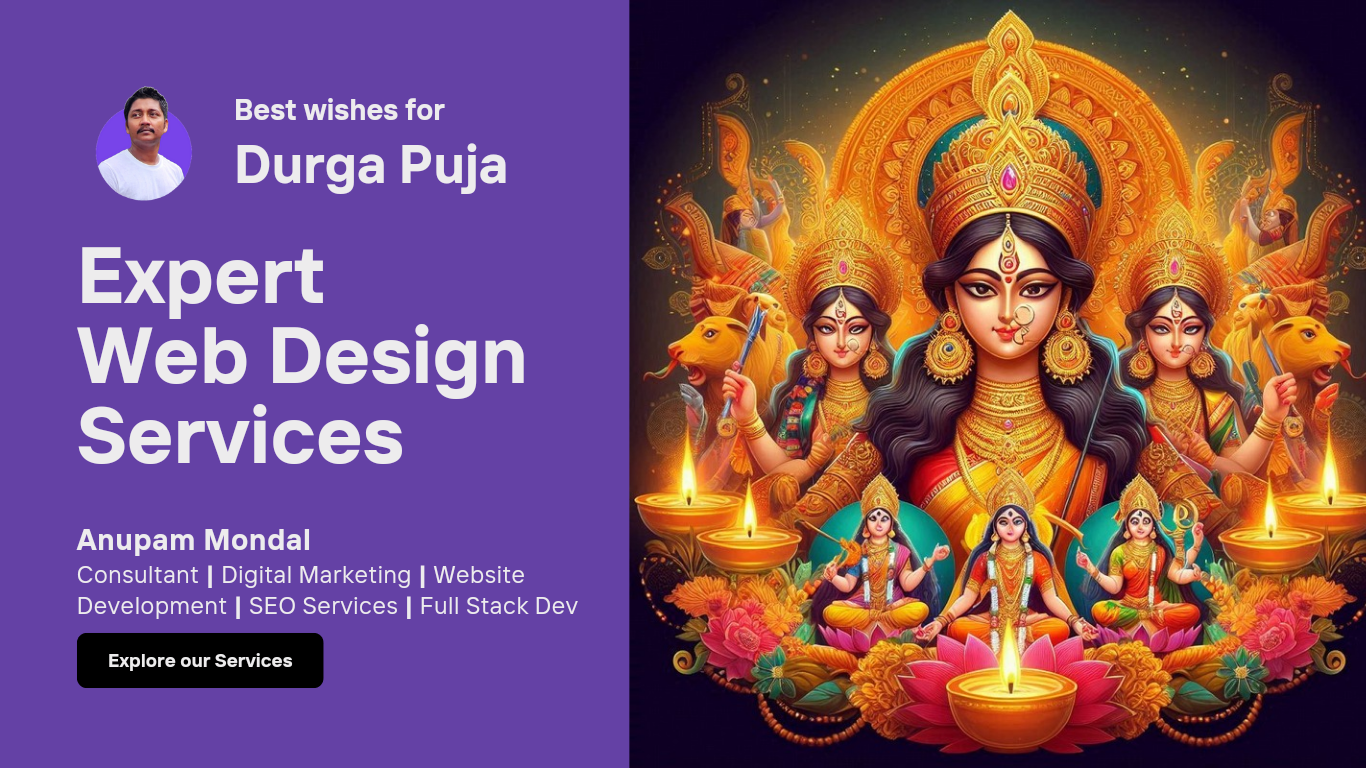 Best wishes for
Durga Puja
Expert
Web Design
Services
Anupam Mondal
Consultant | Digital Marketing | Website
Development | SEO Services | Full Stack Dev
Explore our Services